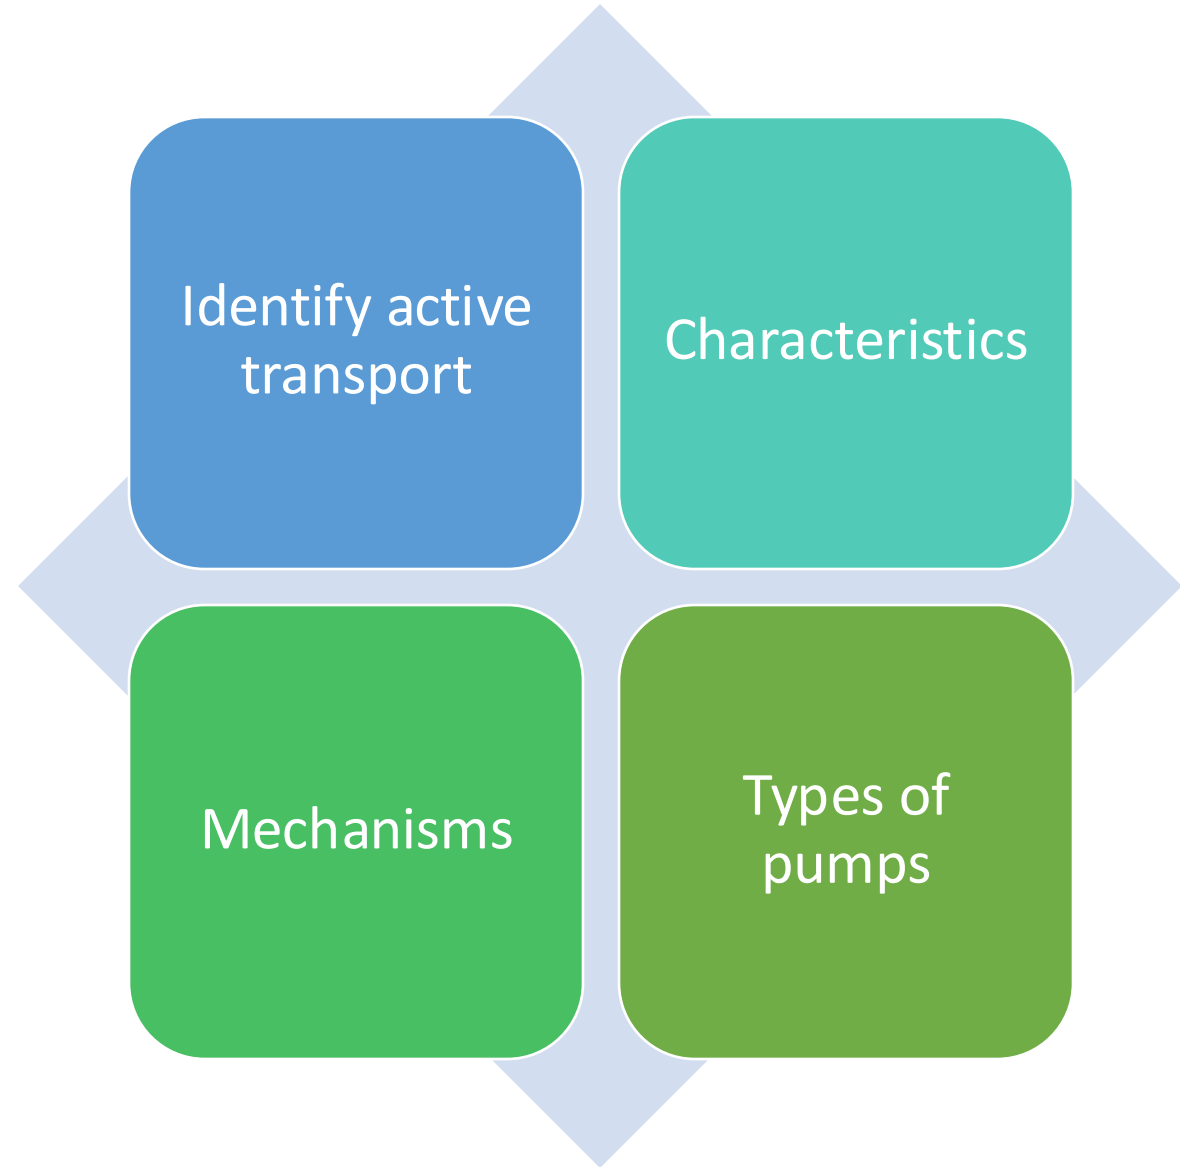 Identify active
transport
Characteristics
Mechanisms
Types of
pumps